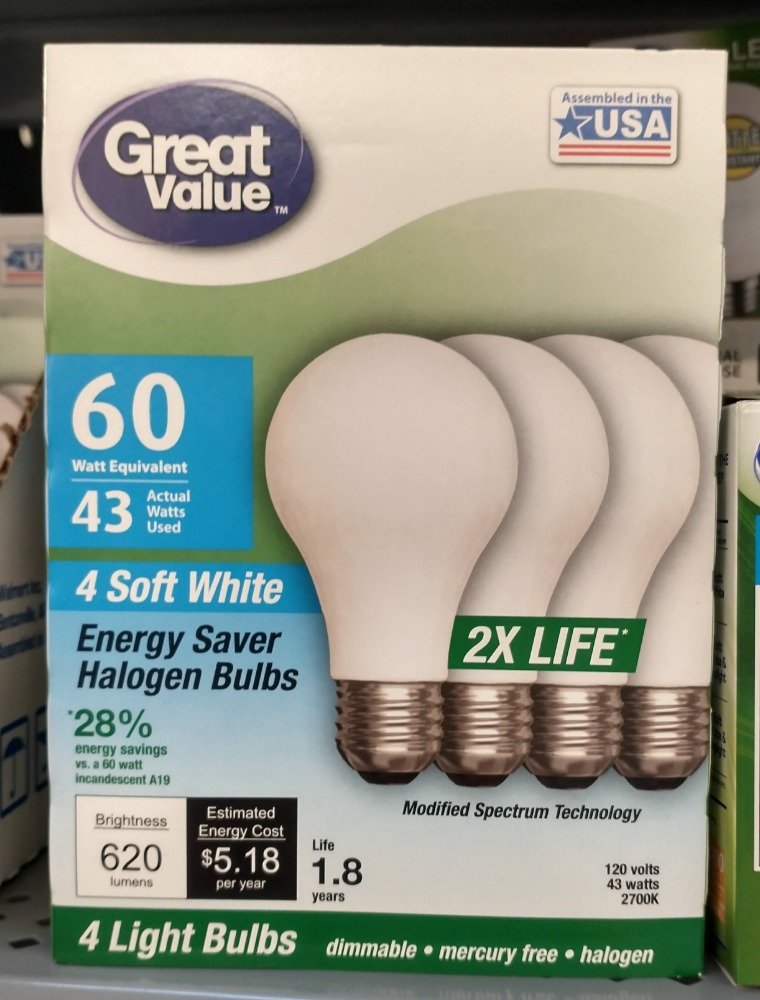 Great
Value™
Assembled in the
USA
60
Watt Equivalent
43 Actual
Watts
Used
4 Soft White
Energy Saver
Halogen Bulbs
*28%
energy savings
vs. a 60 watt
incandescent A19
2X LIFE*
Modified Spectrum Technology
Brightness
620
lumens
Estimated
Energy Cost
$5.18
per year
Life
1.8
years
120 volts
43 watts
2700K
4 Light Bulbs
dimmable • mercury free • halogen